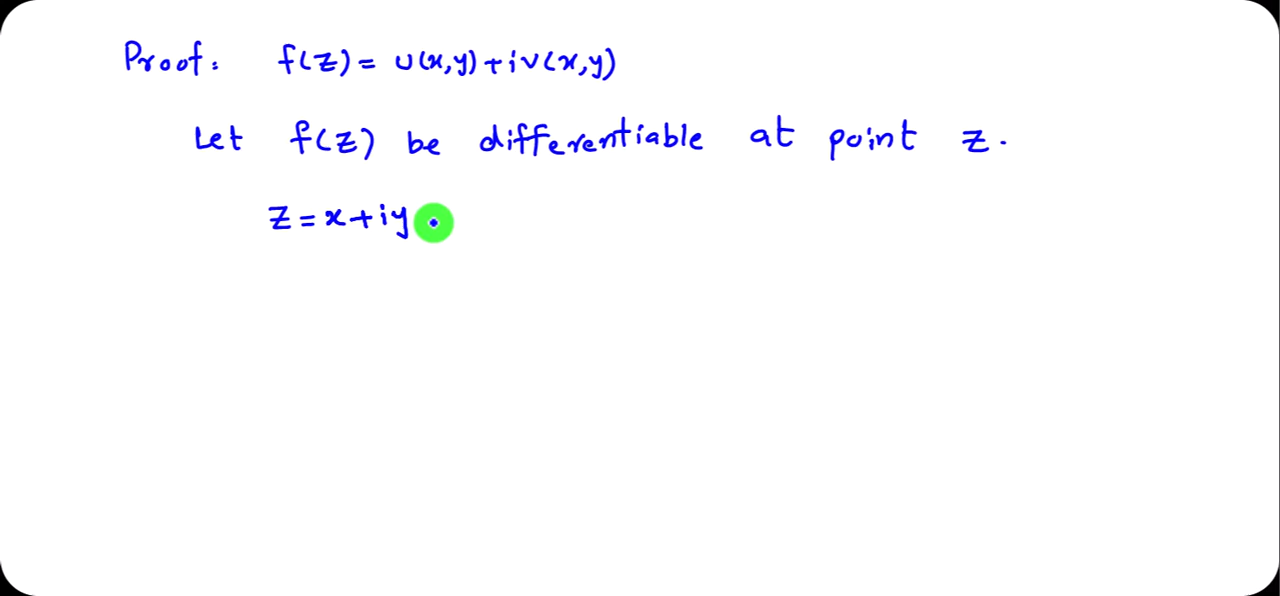 Proof: f(z) = u(x,y) + iv(x,y)
Let f(z) be differentiable at point z.
z = x + iy